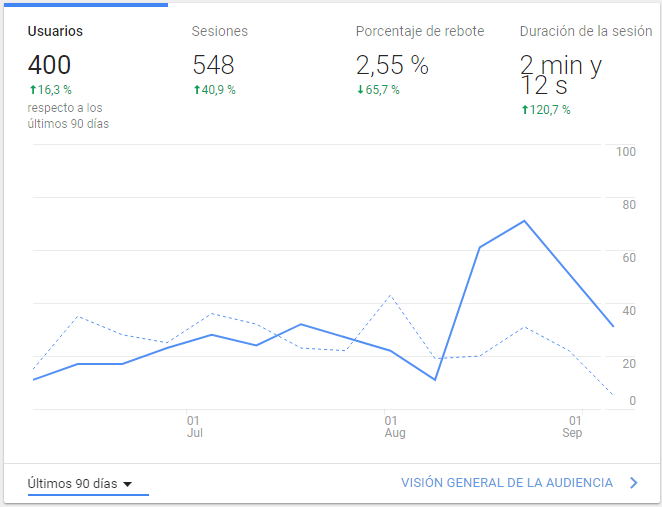 Usuarios
400
↑16,3 %
respecto a los
últimos 90 días
Sesiones
548
↑40,9 %
Porcentaje de rebote
2,55 %
↓65,7 %
Duración de la sesión
2 min y
12 s
↑120,7 %
100
80
60
40
20
0
01
Jul
01
Aug
01
Sep
Últimos 90 días
VISIÓN GENERAL DE LA AUDIENCIA